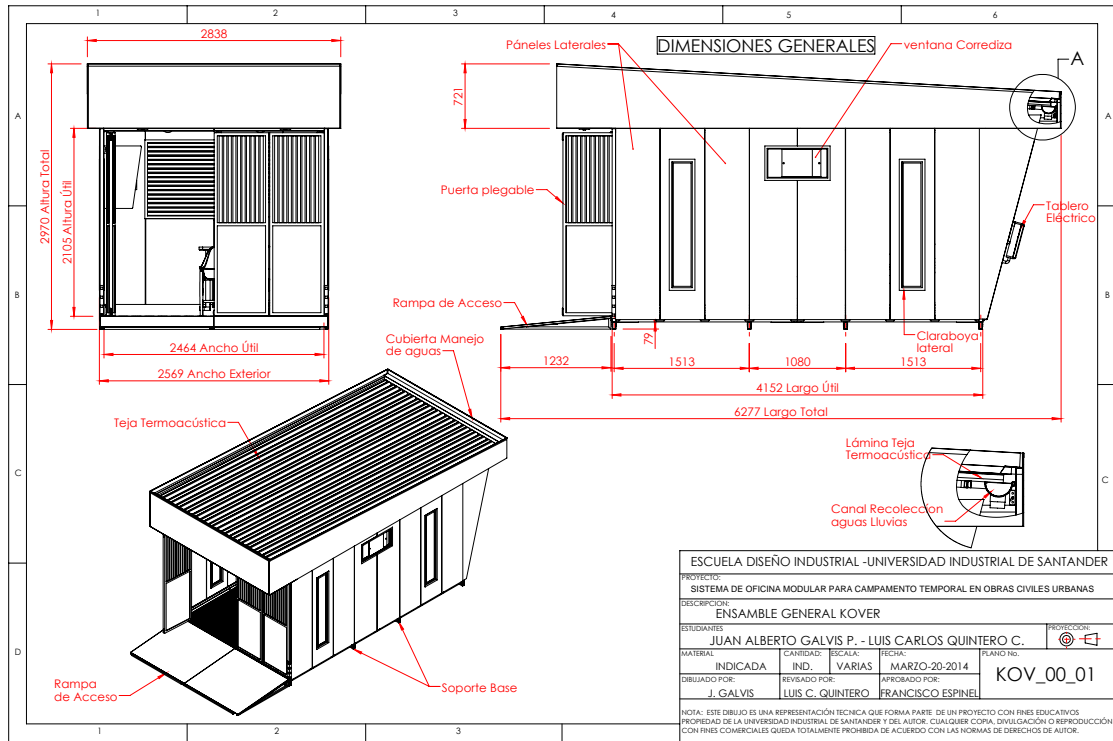 1 2 3 4 5 6
A
B
C
D
A
B
C
1 2 3
2838
2970 Altura Total
2105 Altura Útil
2464 Ancho Útil
2569 Ancho Exterior
DIMENSIONES GENERALES
Páneles Laterales
ventana Corrediza
A
721
Puerta plegable
Tablero
Eléctrico
Rampa de Acceso
Claraboya
lateral
79
1232
1513
1080
1513
4152 Largo Útil
6277 Largo Total
Cubierta Manejo
de aguas
Teja Termoacústica
Rampa
de Acceso
Soporte Base
Lámina Teja
Termoacústica
Canal Recoleccion
aguas Lluvias
ESCUELA DISEÑO INDUSTRIAL -UNIVERSIDAD INDUSTRIAL DE SANTANDER
PROYECTO:
SISTEMA DE OFICINA MODULAR PARA CAMPAMENTO TEMPORAL EN OBRAS CIVILES URBANAS
DESCRIPCION:
ENSAMBLE GENERAL KOVER
ESTUDIANTES
JUAN ALBERTO GALVIS P. - LUIS CARLOS QUINTERO C.
PROYECCION:
MATERIAL
INDICADA
CANTIDAD:
IND.
ESCALA:
VARIAS
FECHA:
MARZO-20-2014
PLANO No.
KOV_00_01
DIBUJADO POR:
J. GALVIS
REVISADO POR:
LUIS C. QUINTERO
APROBADO POR:
FRANCISCO ESPINEL
NOTA: ESTE DIBUJO ES UNA REPRESENTACIÓN TECNICA QUE FORMA PARTE DE UN PROYECTO CON FINES EDUCATIVOS
PROPIEDAD DE LA UNIVERSIDAD INDUSTRIAL DE SANTANDER Y DEL AUTOR. CUALQUIER COPIA, DIVULGACIÓN O REPRODUCCIÓN
CON FINES COMERCIALES QUEDA TOTALMENTE PROHIBIDA DE ACUERDO CON LAS NORMAS DE DERECHOS DE AUTOR.